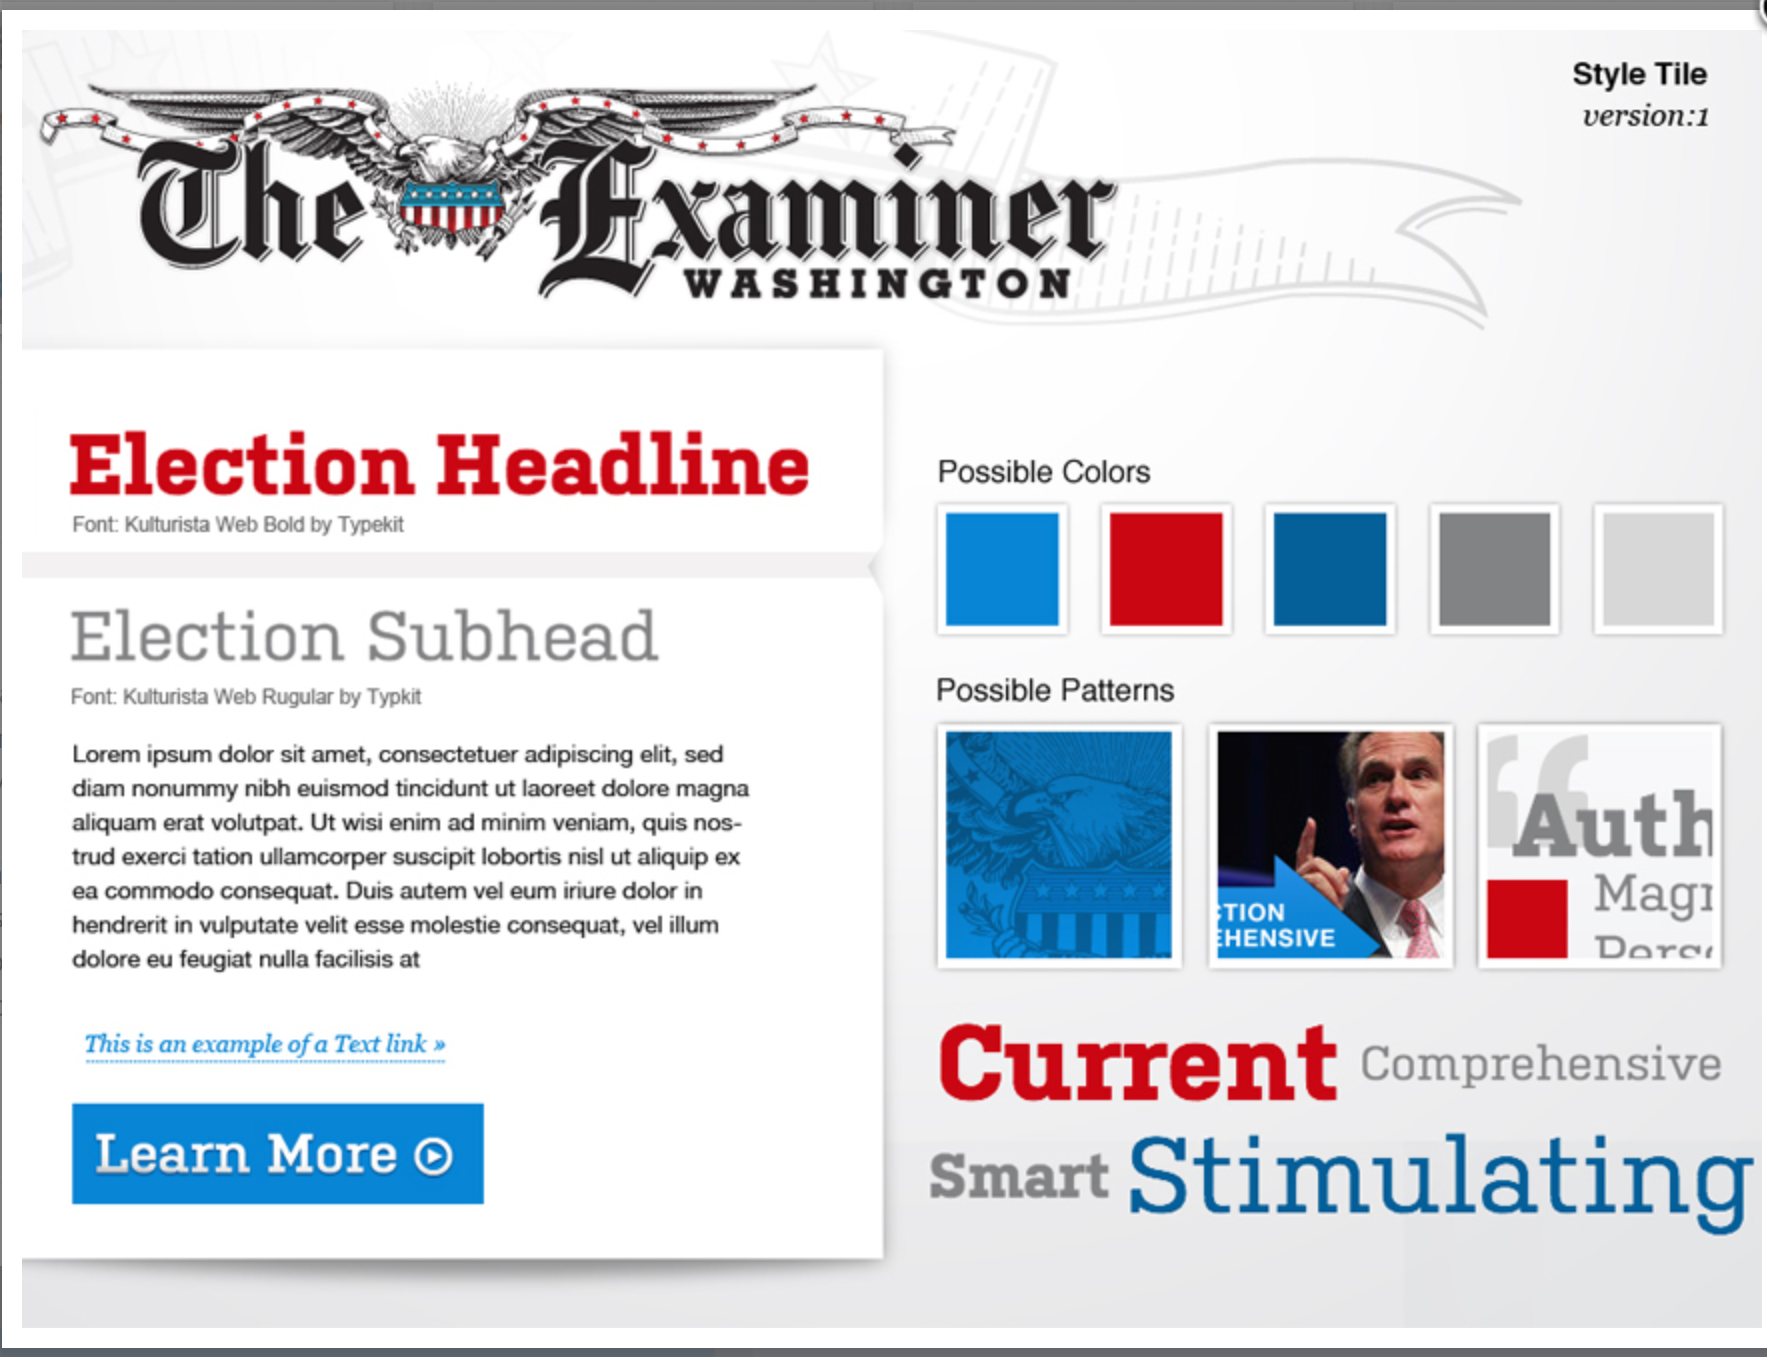 Style Tile
version:1
The Examiner
WASHINGTON
Election Headline
Font: Kulturista Web Bold by Typekit
Election Subhead
Font: Kulturista Web Rugular by Typkit
Lorem ipsum dolor sit amet, consectetuer adipiscing elit, sed
diam nonummy nibh euismod tincidunt ut laoreet dolore magna
aliquam erat volutpat. Ut wisi enim ad minim veniam, quis nos-
trud exerci tation ullamcorper suscipit lobortis nisl ut aliquip ex
ea commodo consequat. Duis autem vel eum iriure dolor in
hendrerit in vulputate velit esse molestie consequat, vel illum
dolore eu feugiat nulla facilisis at
This is an example of a Text link »
Learn More
Possible Colors
Possible Patterns
CTION
EHENSIVE
“
Auth
Magr
Pers
Current Comprehensive
Smart Stimulating